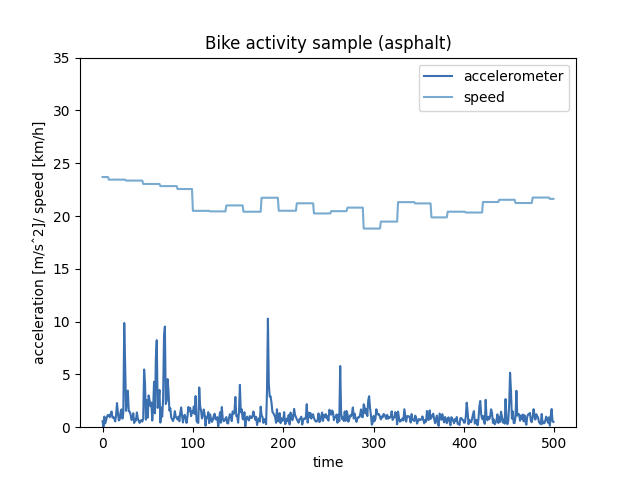 Bike activity sample (asphalt)
accelerometer
speed
35
30
25
20
15
10
5
0
acceleration [m/s^2]/ speed [km/h]
0 100 200 300 400 500
time